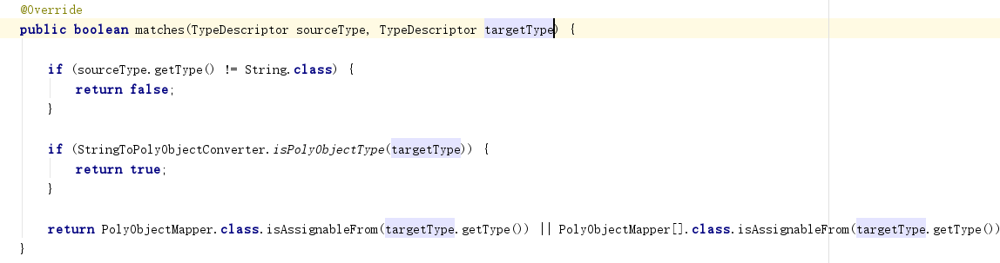 @Override
public boolean matches(TypeDescriptor sourceType, TypeDescriptor targetType) {
if (sourceType.getType() != String.class) {
return false;
}
if (StringToPolyObjectConverter.isPolyObjectType(targetType)) {
return true;
}
return PolyObjectMapper.class.isAssignableFrom(targetType.getType()) || PolyObjectMapper[].class.isAssignableFrom(targetType.getType())
}